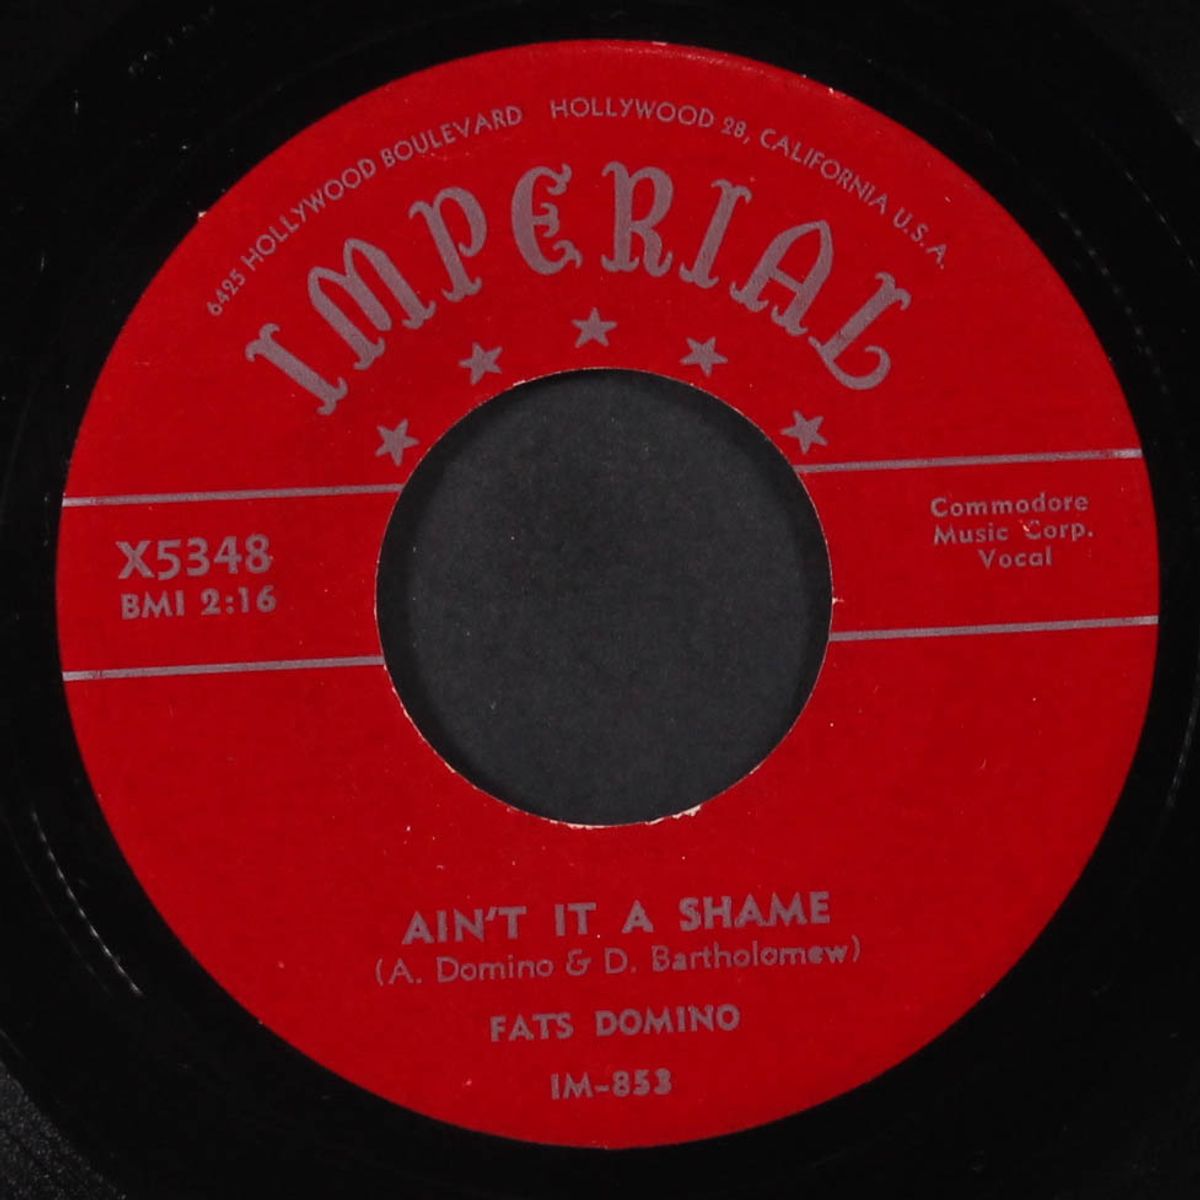 6425 HOLLYWOOD BOULEVARD HOLLYWOOD 28, CALIFORNIA U.S.A.
IMPERIAL
X5348
BMI 2:16
Commodore
Music Corp.
Vocal
AIN'T IT A SHAME
(A. Domino & D. Bartholomew)
FATS DOMINO
IM-853